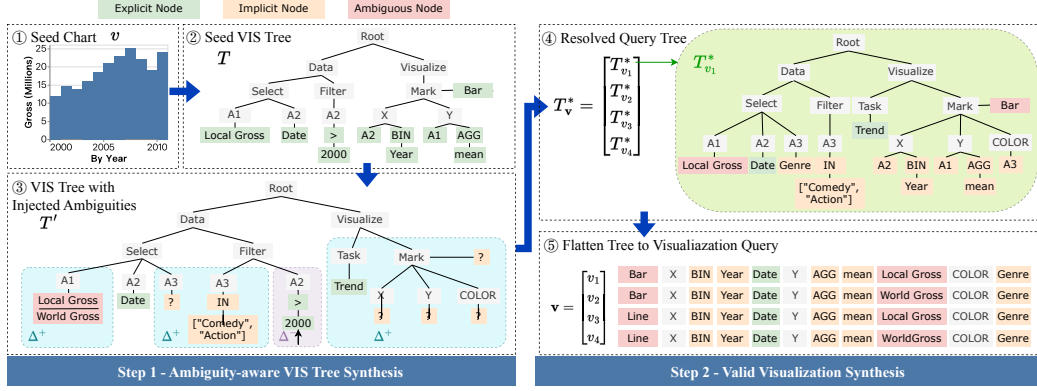 Explicit Node Implicit Node Ambiguous Node
① Seed Chart v
25
20
15
10
5
0
Gross (Millions)
2000 2005 2010
By Year
② Seed VIS Tree
T
Root
Data Visualize
Select Filter Mark Bar
A1 A2 A2 X Y
Local Gross Date > A2 BIN A1 AGG
2000 Year mean
③ VIS Tree with
Injected Ambiguities
T′
Root
Data Visualize
Select Filter Task Mark ?
A1 A2 A3 A3 A2 Trend X Y COLOR
Local Gross Date ? IN > ? ? ?
World Gross
["Comedy", 2000
"Action"]
Δ⁺ Δ⁺ Δ⁻ Δ⁺
Step 1 - Ambiguity-aware VIS Tree Synthesis
④ Resolved Query Tree
T*v = [T*v1 T*v1
T*v2
T*v3
T*v4]
Root
Data Visualize
Select Filter Task Mark Bar
Trend
A1 A2 A3 A3 X Y COLOR
Local Gross Date Genre IN A2 BIN A1 AGG A3
["Comedy", Year mean
"Action"]
⑤ Flatten Tree to Visualiazation Query
v = [v1 Bar X BIN Year Date Y AGG mean Local Gross COLOR Genre
v2 Bar X BIN Year Date Y AGG mean World Gross COLOR Genre
v3 Line X BIN Year Date Y AGG mean Local Gross COLOR Genre
v4] Line X BIN Year Date Y AGG mean WorldGross COLOR Genre
Step 2 - Valid Visualization Synthesis